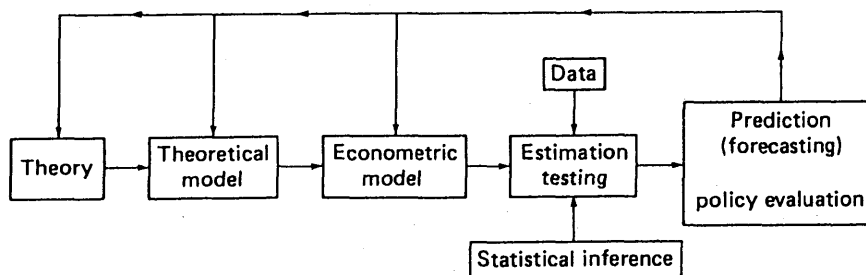 Data
Theory
Theoretical
model
Econometric
model
Estimation
testing
Prediction
(forecasting)
policy evaluation
Statistical inference